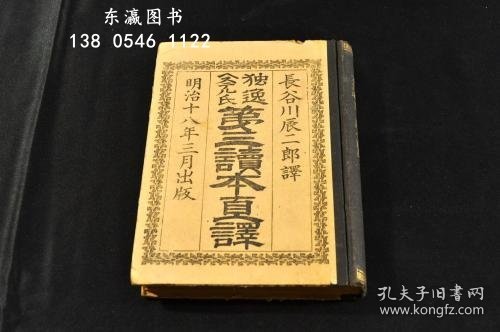 东瀛图书
138 0546 1122
長谷川辰二郎譯
独逸
氏
第三讀本直譯
明治十八年三月出版
孔夫子旧书网
www.kongfz.com